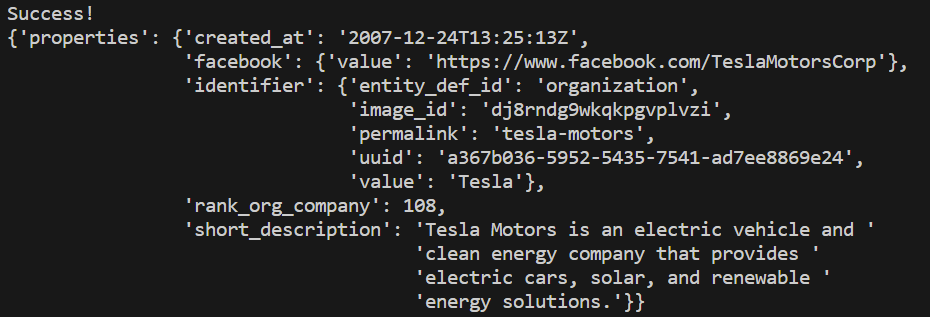 Success!
{'properties': {'created_at': '2007-12-24T13:25:13Z',
                'facebook': {'value': 'https://www.facebook.com/TeslaMotorsCorp'},
                'identifier': {'entity_def_id': 'organization',
                               'image_id': 'dj8rndg9wkqkpgvplvzi',
                               'permalink': 'tesla-motors',
                               'uuid': 'a367b036-5952-5435-7541-ad7ee8869e24',
                               'value': 'Tesla'},
                'rank_org_company': 108,
                'short_description': 'Tesla Motors is an electric vehicle and '
                                     'clean energy company that provides '
                                     'electric cars, solar, and renewable '
                                     'energy solutions.'}}